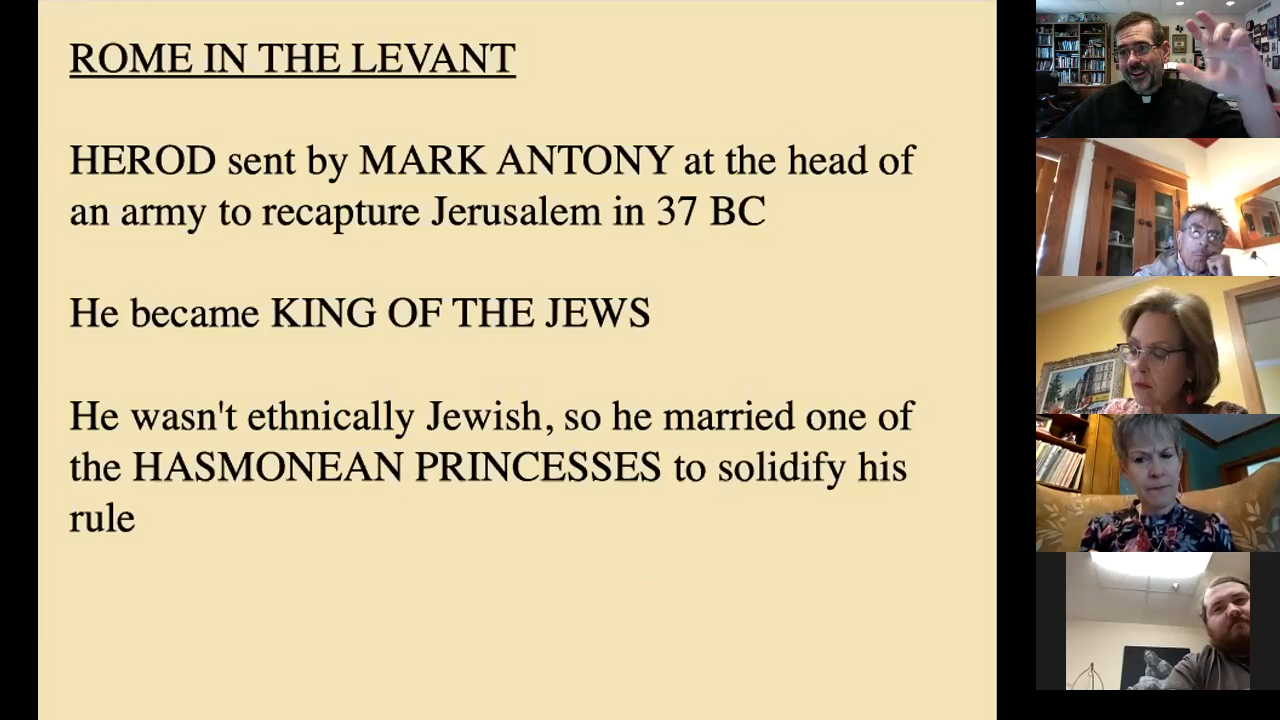 ROME IN THE LEVANT
HEROD sent by MARK ANTONY at the head of
an army to recapture Jerusalem in 37 BC
He became KING OF THE JEWS
He wasn't ethnically Jewish, so he married one of
the HASMONEAN PRINCESSES to solidify his
rule